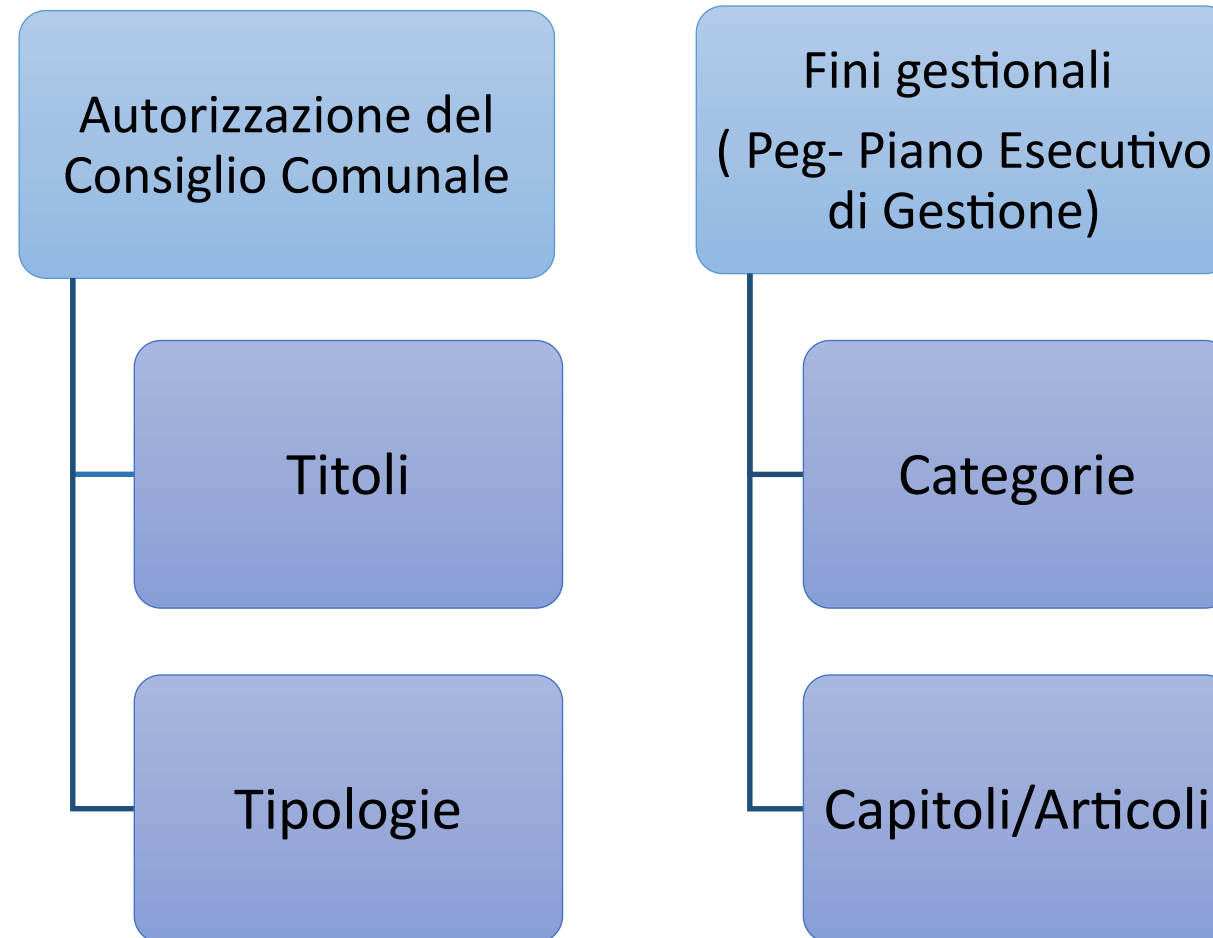 Autorizzazione del
Consiglio Comunale
Titoli
Tipologie
Fini gestionali
( Peg- Piano Esecutivo
di Gestione)
Categorie
Capitoli/Articoli